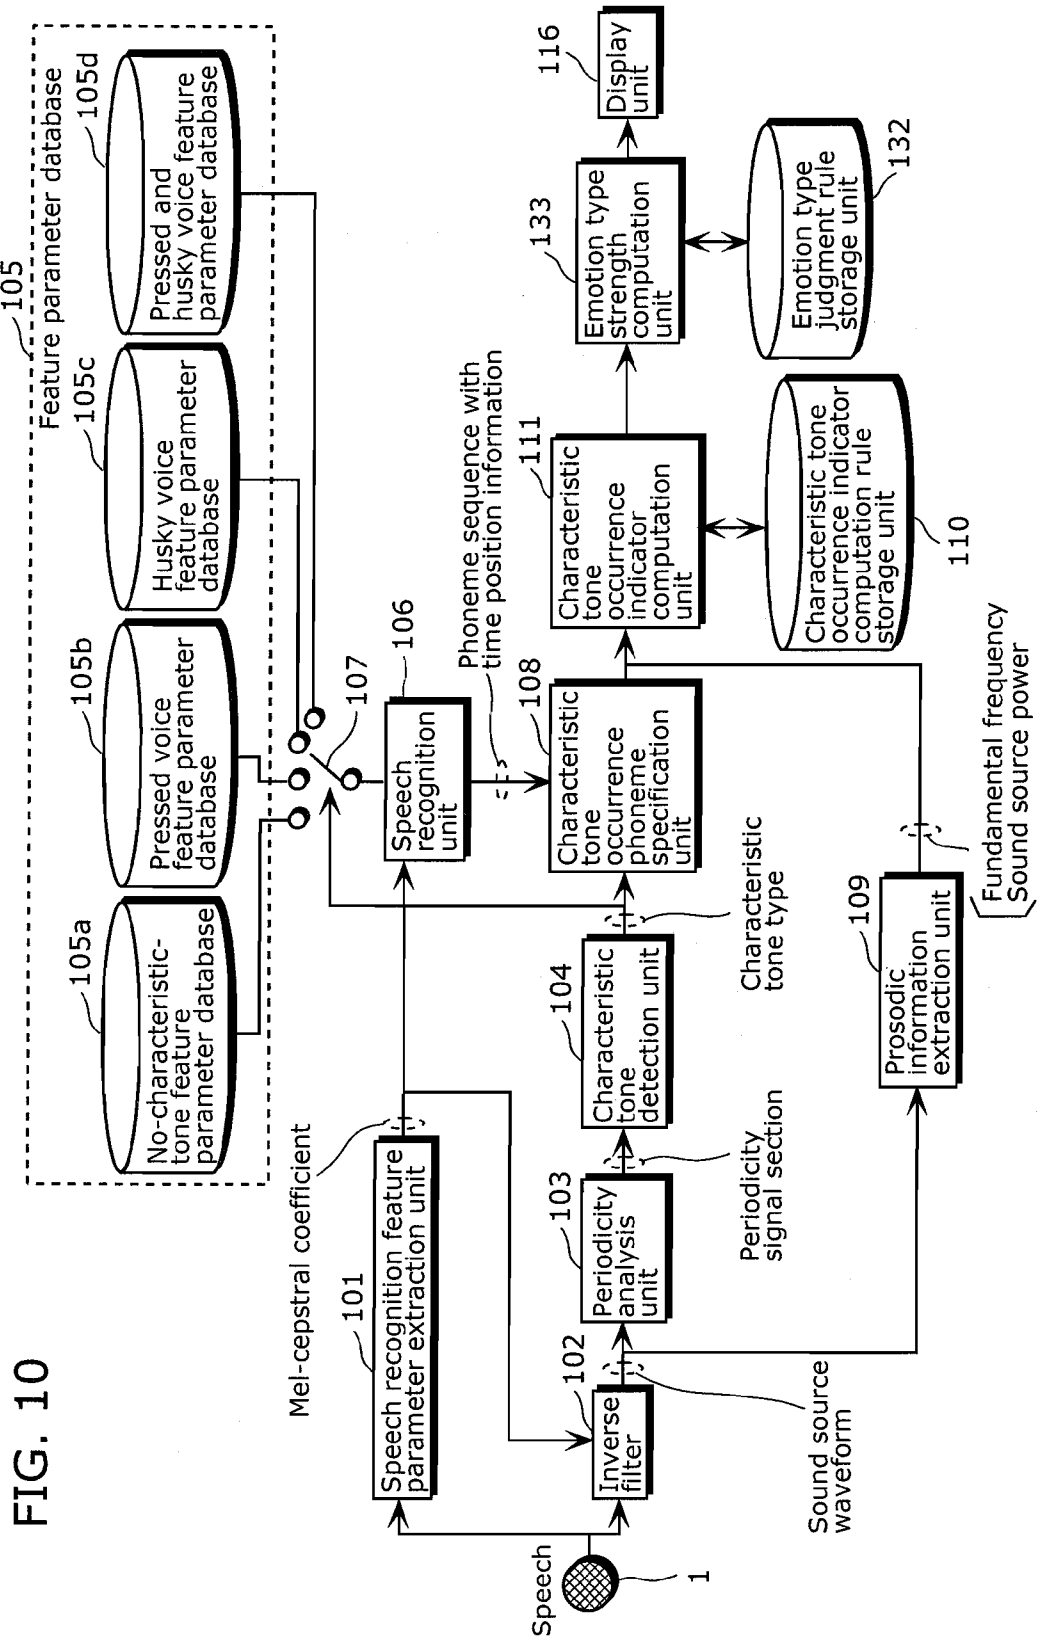 FIG. 10
105
Feature parameter database
105a
No-characteristic-
tone feature
parameter database
105b
Pressed voice
feature parameter
database
105c
Husky voice
feature parameter
database
105d
Pressed and
husky voice feature
parameter database
107
Mel-cepstral coefficient
101
Speech recognition feature
parameter extraction unit
106
Speech
recognition
unit
Phoneme sequence with
time position information
Speech
1
102
Inverse
filter
103
Periodicity
analysis
unit
104
Characteristic
tone
detection unit
108
Characteristic
tone
occurrence
phoneme
specification
unit
111
Characteristic
tone
occurrence
indicator
computation
unit
133
Emotion type
strength
computation
unit
116
Display
unit
Sound source
waveform
Periodicity
signal section
Characteristic
tone type
109
Prosodic
information
extraction unit
Fundamental frequency
Sound source power
Characteristic tone
occurrence indicator
computation rule
storage unit
110
Emotion type
judgment rule
storage unit
132